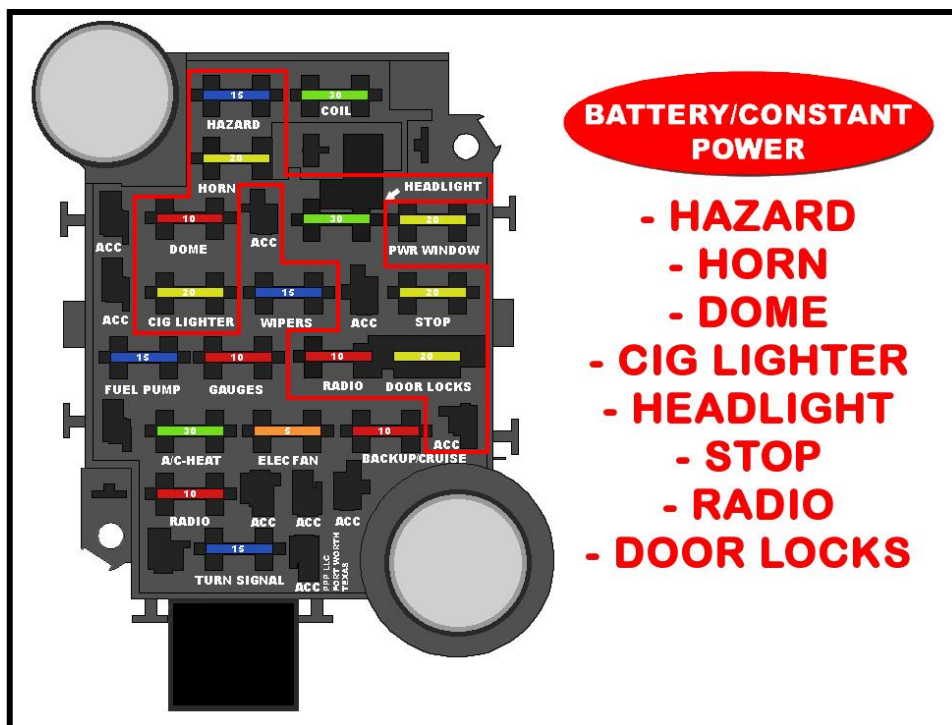 15
30
HAZARD
COIL
20
HORN
HEADLIGHT
10
30
20
ACC
DOME
ACC
PWR WINDOW
20
15
20
ACC
CIG LIGHTER
WIPERS
ACC
STOP
15
10
10
20
FUEL PUMP
GAUGES
RADIO
DOOR LOCKS
30
5
10
ACC
A/C-HEAT
ELEC FAN
BACKUP/CRUISE
10
RADIO
ACC
ACC
ACC
15
TURN SIGNAL
ACC
PPP LLC
FORT WORTH
TEXAS
BATTERY/CONSTANT
POWER
- HAZARD
- HORN
- DOME
- CIG LIGHTER
- HEADLIGHT
- STOP
- RADIO
- DOOR LOCKS